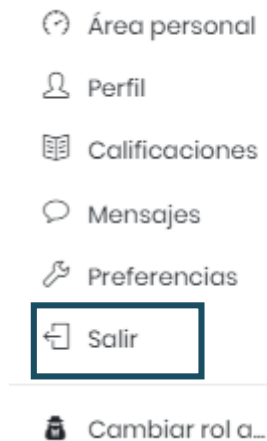 Área personal
Perfil
Calificaciones
Mensajes
Preferencias
Salir
Cambiar rol a...